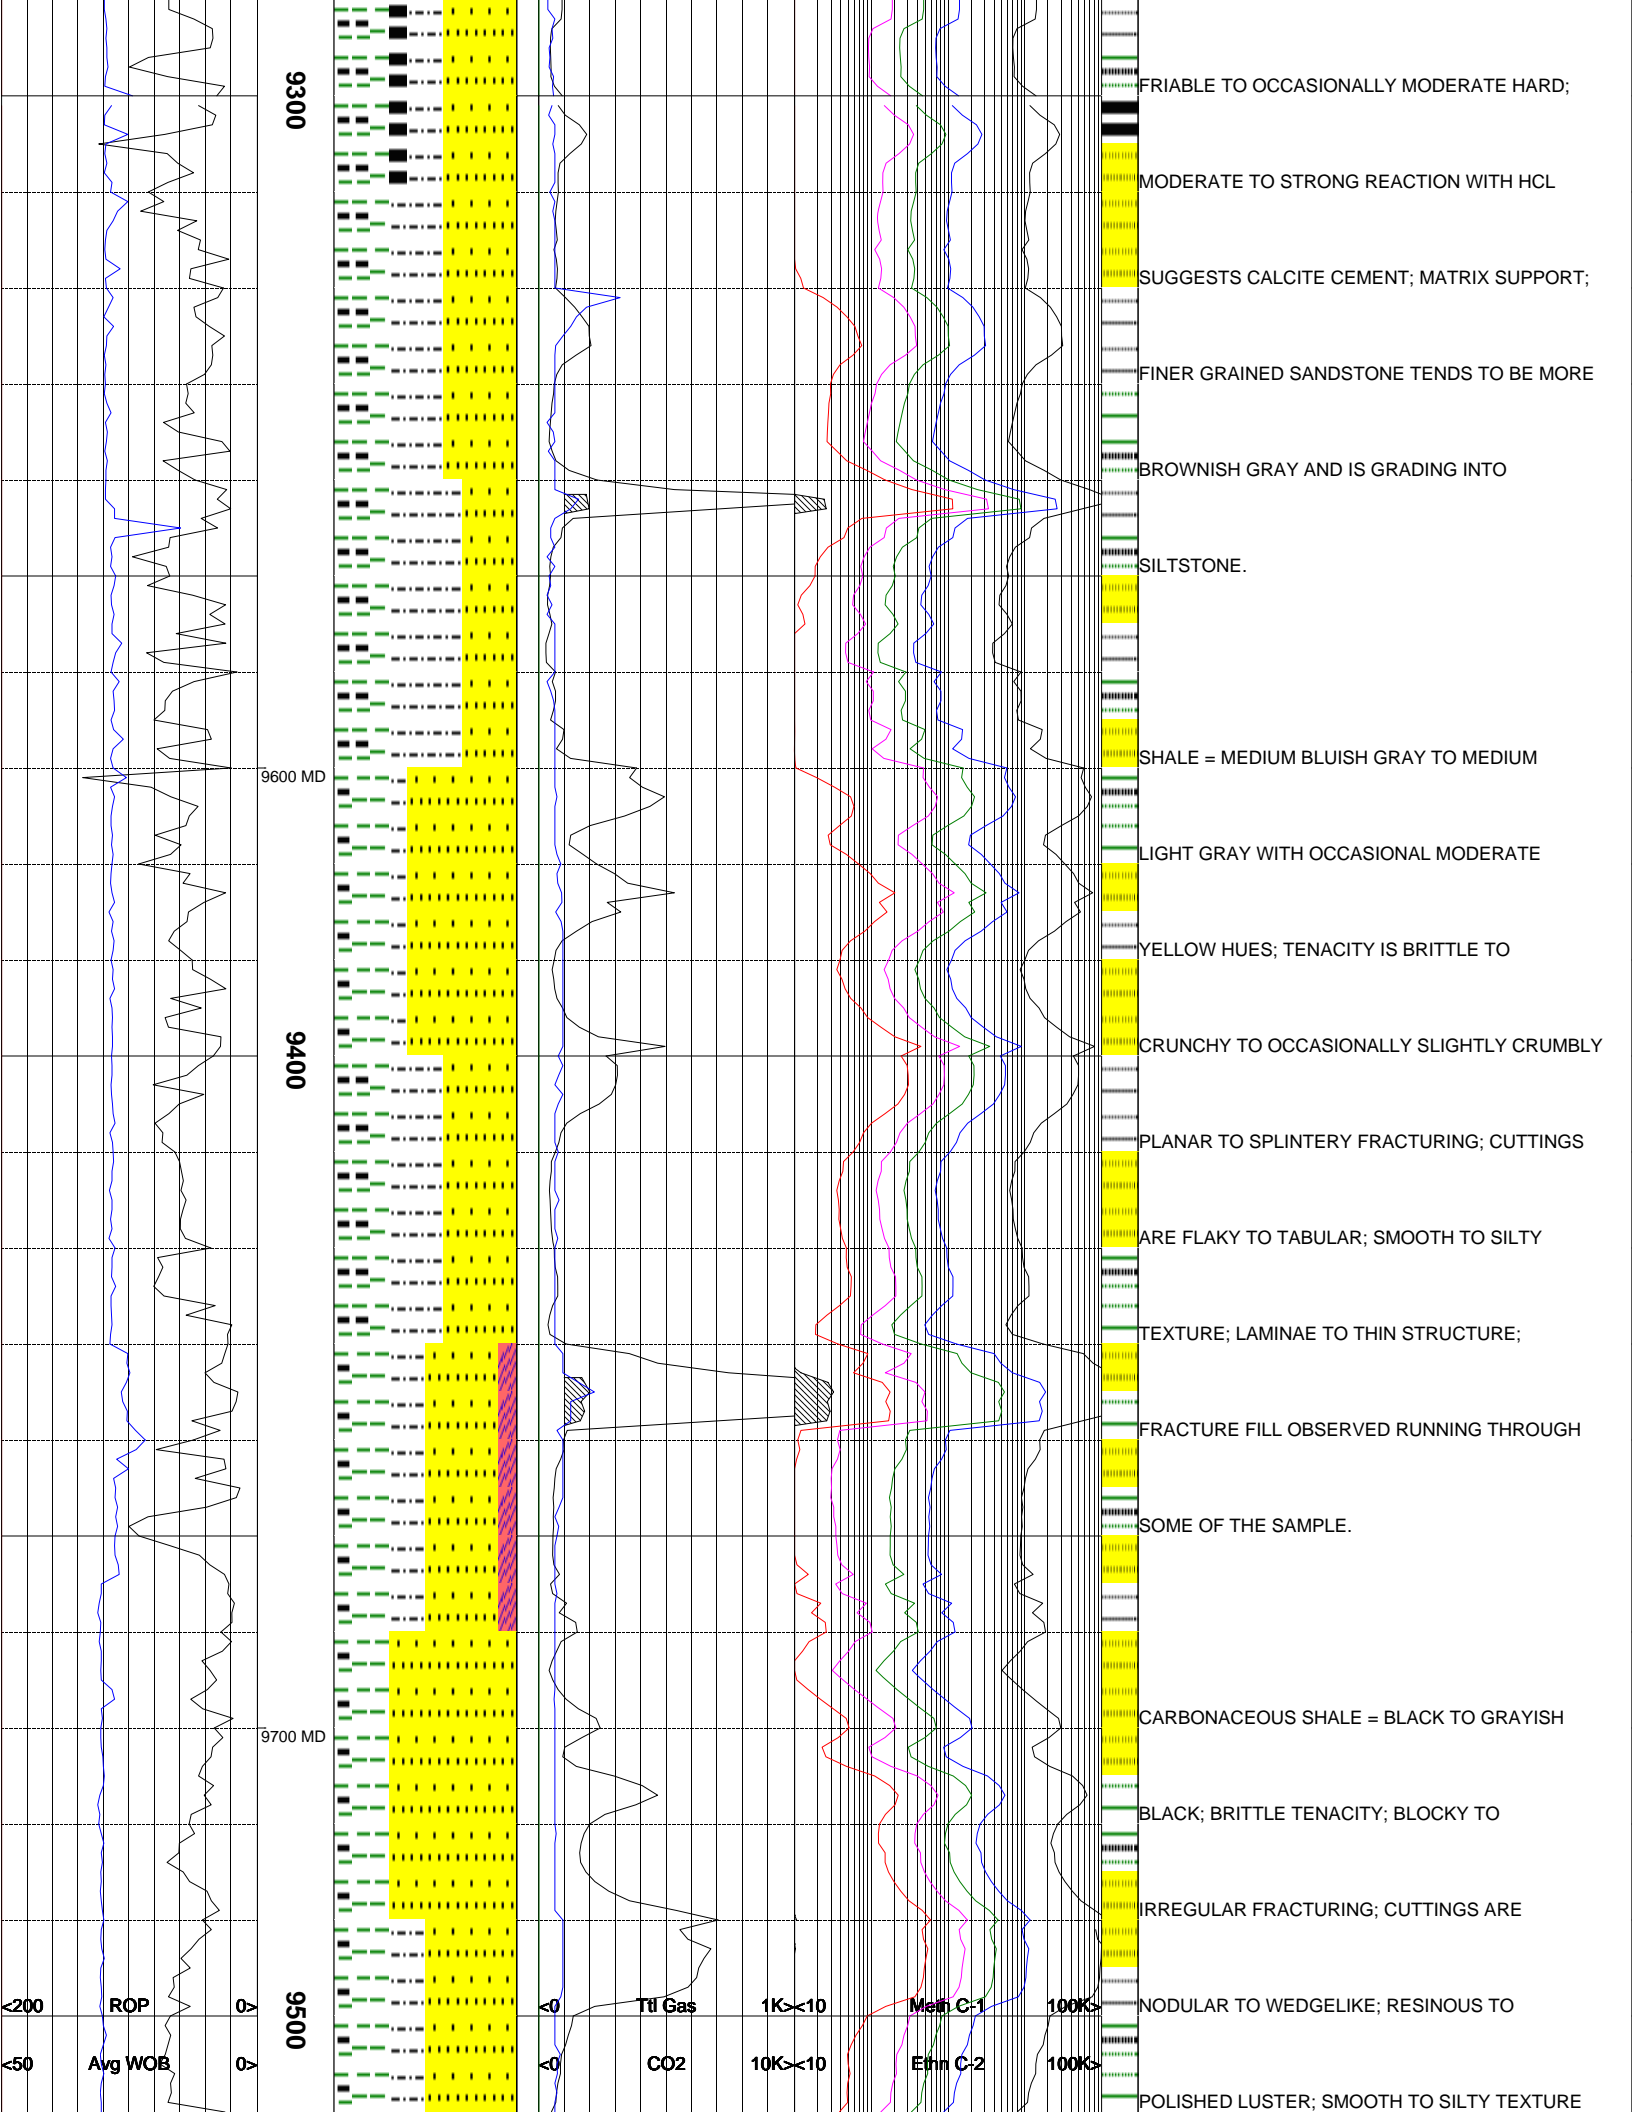 9300
FRIABLE TO OCCASIONALLY MODERATE HARD;
MODERATE TO STRONG REACTION WITH HCL
SUGGESTS CALCITE CEMENT; MATRIX SUPPORT;
FINER GRAINED SANDSTONE TENDS TO BE MORE
BROWNISH GRAY AND IS GRADING INTO
SILTSTONE.
SHALE = MEDIUM BLUISH GRAY TO MEDIUM
9600 MD
LIGHT GRAY WITH OCCASIONAL MODERATE
YELLOW HUES; TENACITY IS BRITTLE TO
9400
CRUNCHY TO OCCASIONALLY SLIGHTLY CRUMBLY
PLANAR TO SPLINTERY FRACTURING; CUTTINGS
ARE FLAKY TO TABULAR; SMOOTH TO SILTY
TEXTURE; LAMINAE TO THIN STRUCTURE;
FRACTURE FILL OBSERVED RUNNING THROUGH
SOME OF THE SAMPLE.
CARBONACEOUS SHALE = BLACK TO GRAYISH
9700 MD
BLACK; BRITTLE TENACITY; BLOCKY TO
IRREGULAR FRACTURING; CUTTINGS ARE
<200 ROP 0> 9500 <0 Ttl Gas 1K> <10 Meth C-1 100K> NODULAR TO WEDGELIKE; RESINOUS TO
<50 Avg WOB 0> <0 CO2 10K> <10 Ethn C-2 100K>
POLISHED LUSTER; SMOOTH TO SILTY TEXTURE